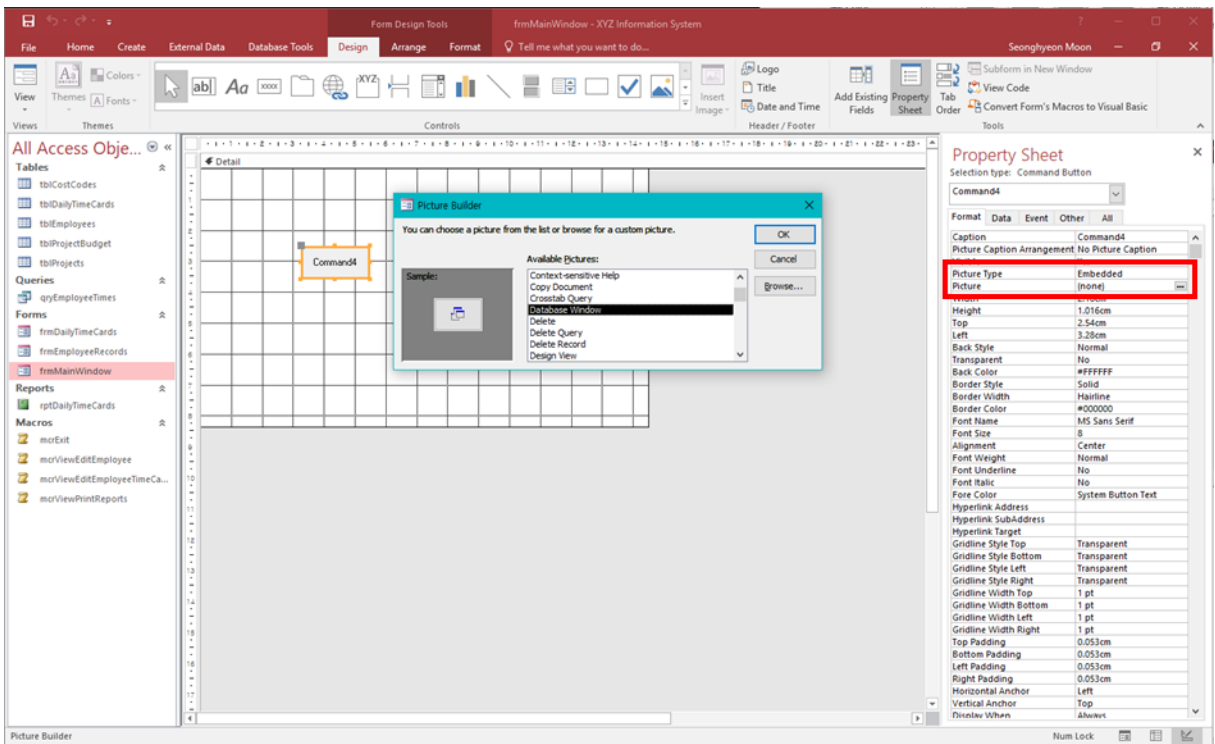 Form Design Tools
frmMainWindow - XYZ Information System
File Home Create External Data Database Tools Design Arrange Format Tell me what you want to do... Seonghyeon Moon
View
Themes
Colors
Fonts
Insert Image
Logo
Title
Date and Time
Add Existing Fields
Property Sheet
Tab Order
Subform in New Window
View Code
Convert Form's Macros to Visual Basic
Views Themes Controls Header / Footer Tools
All Access Obje...
Tables
tblCostCodes
tblDailyTimeCards
tblEmployees
tblProjectBudget
tblProjects
Queries
qryEmployeeTimes
Forms
frmDailyTimeCards
frmEmployeeRecords
frmMainWindow
Reports
rptDailyTimeCards
Macros
mcrExit
mcrViewEditEmployee
mcrViewEditEmployeeTimeCa...
mcrViewPrintReports
Detail
Command4
Picture Builder
You can choose a picture from the list or browse for a custom picture.
Sample:
Available Pictures:
Context-sensitive Help
Copy Document
Crosstab Query
Database Window
Delete
Delete Query
Delete Record
Design View
OK
Cancel
Browse...
Property Sheet
Selection type: Command Button
Command4
Format Data Event Other All
Caption Command4
Picture Caption Arrangement No Picture Caption
Picture Type Embedded
Picture (none)
Height 1.016cm
Top 2.54cm
Left 3.28cm
Back Style Normal
Transparent No
Back Color #FFFFFF
Border Style Solid
Border Width Hairline
Border Color #000000
Font Name MS Sans Serif
Font Size 8
Alignment Center
Font Weight Normal
Font Underline No
Font Italic No
Fore Color System Button Text
Hyperlink Address
Hyperlink SubAddress
Hyperlink Target
Gridline Style Top Transparent
Gridline Style Bottom Transparent
Gridline Style Left Transparent
Gridline Style Right Transparent
Gridline Width Top 1 pt
Gridline Width Bottom 1 pt
Gridline Width Left 1 pt
Gridline Width Right 1 pt
Top Padding 0.053cm
Bottom Padding 0.053cm
Left Padding 0.053cm
Right Padding 0.053cm
Horizontal Anchor Left
Vertical Anchor Top
Display When Always
Picture Builder
Num Lock